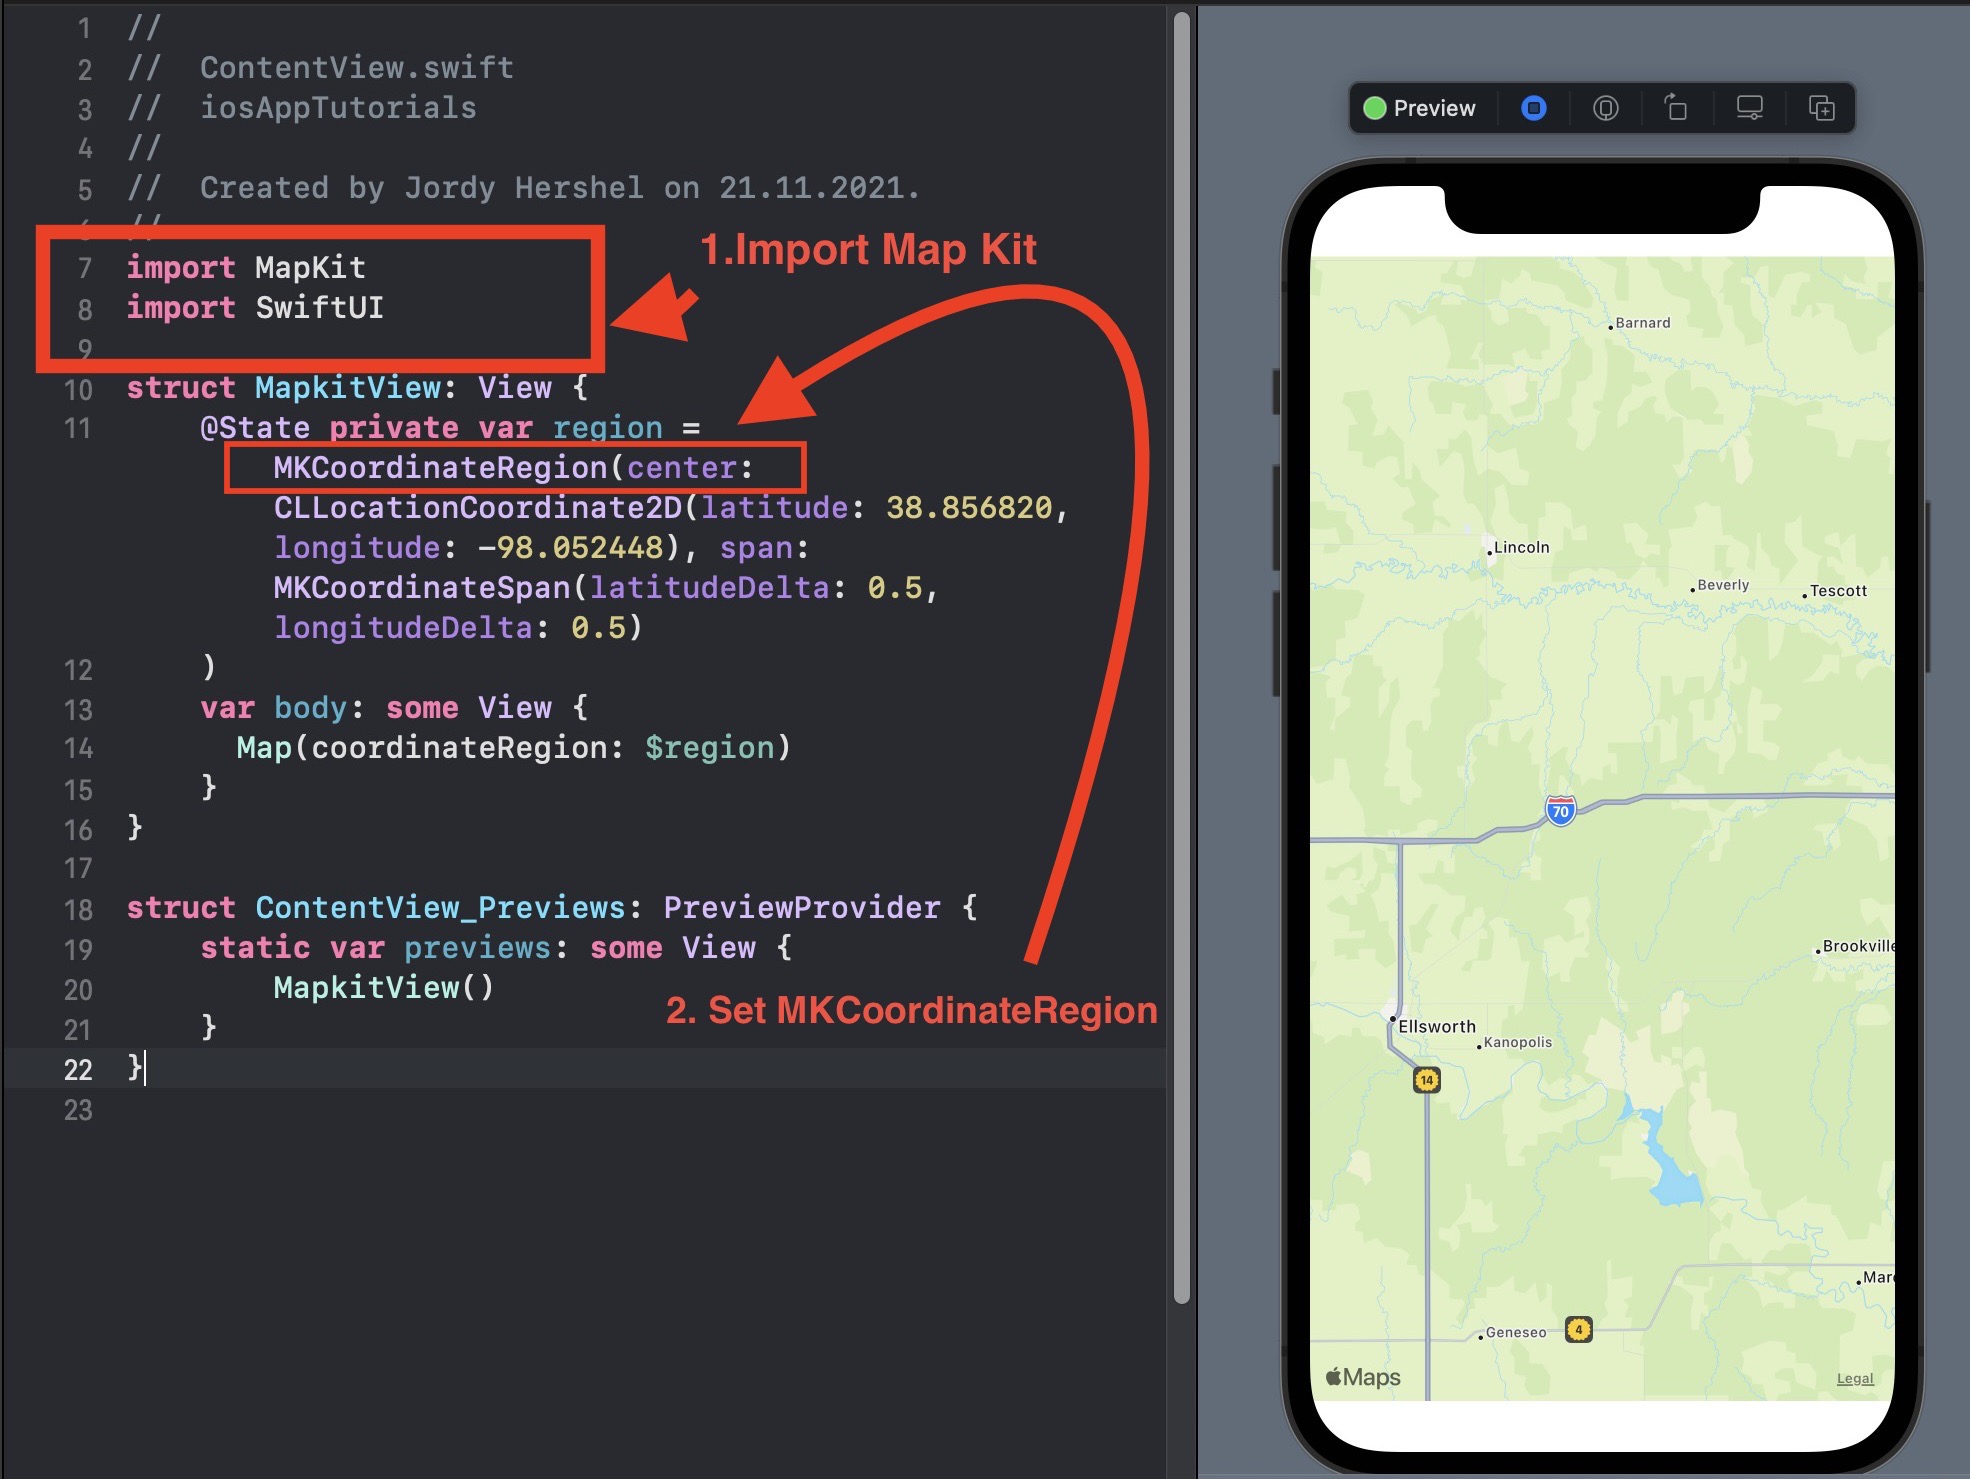 1 //
2 //  ContentView.swift
3 //  iosAppTutorials
4 //
5 //  Created by Jordy Hershel on 21.11.2021.
6 //
7 import MapKit
8 import SwiftUI
9
10 struct MapkitView: View {
11     @State private var region =
        MKCoordinateRegion(center:
        CLLocationCoordinate2D(latitude: 38.856820,
        longitude: -98.052448), span:
        MKCoordinateSpan(latitudeDelta: 0.5,
        longitudeDelta: 0.5)
12     )
13     var body: some View {
14       Map(coordinateRegion: $region)
15     }
16 }
17
18 struct ContentView_Previews: PreviewProvider {
19     static var previews: some View {
20         MapkitView()
21     }
22 }
23
1.Import Map Kit
2. Set MKCoordinateRegion
Preview
Barnard
Lincoln
Beverly
Tescott
70
Brookville
Ellsworth
Kanopolis
14
Marq
Geneseo
4
Maps
Legal